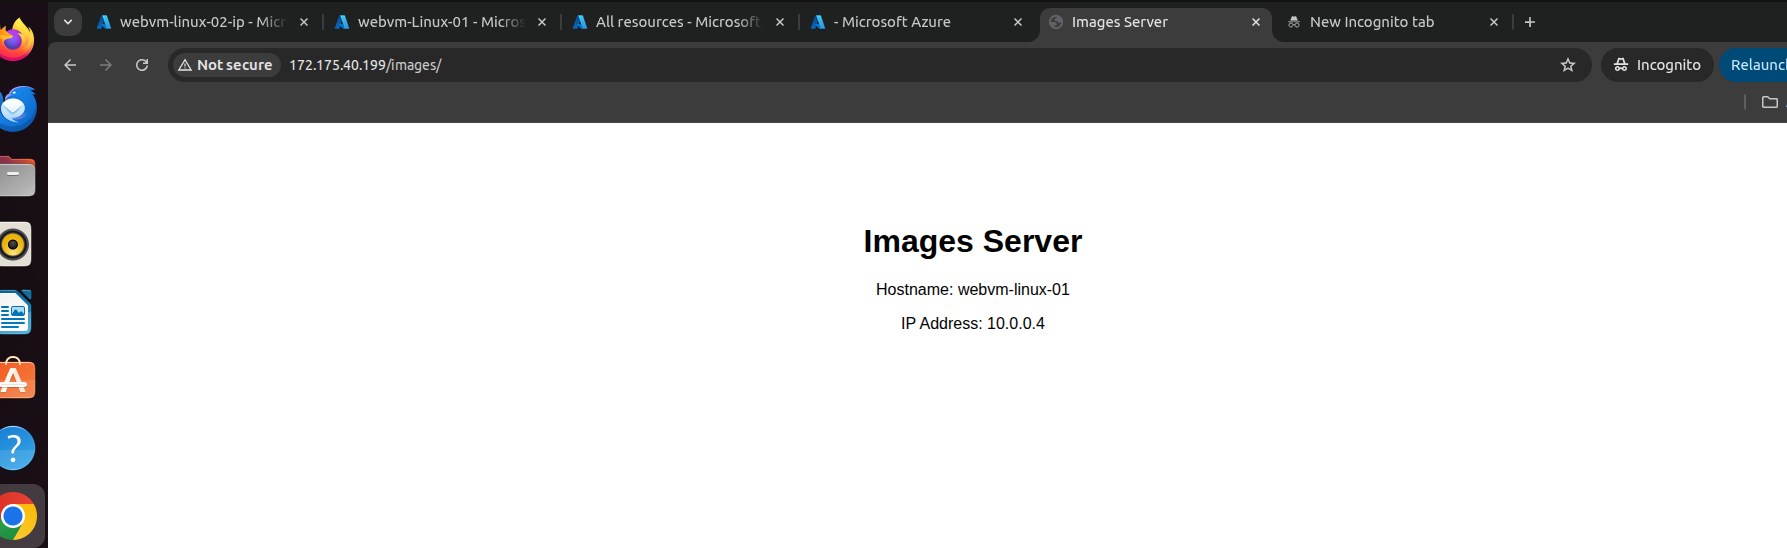 webvm-linux-02-ip - Micr
webvm-Linux-01 - Micros
All resources - Microsoft
- Microsoft Azure
Images Server
New Incognito tab
Not secure
172.175.40.199/images/
Incognito
Relaunch
Images Server
Hostname: webvm-linux-01
IP Address: 10.0.0.4